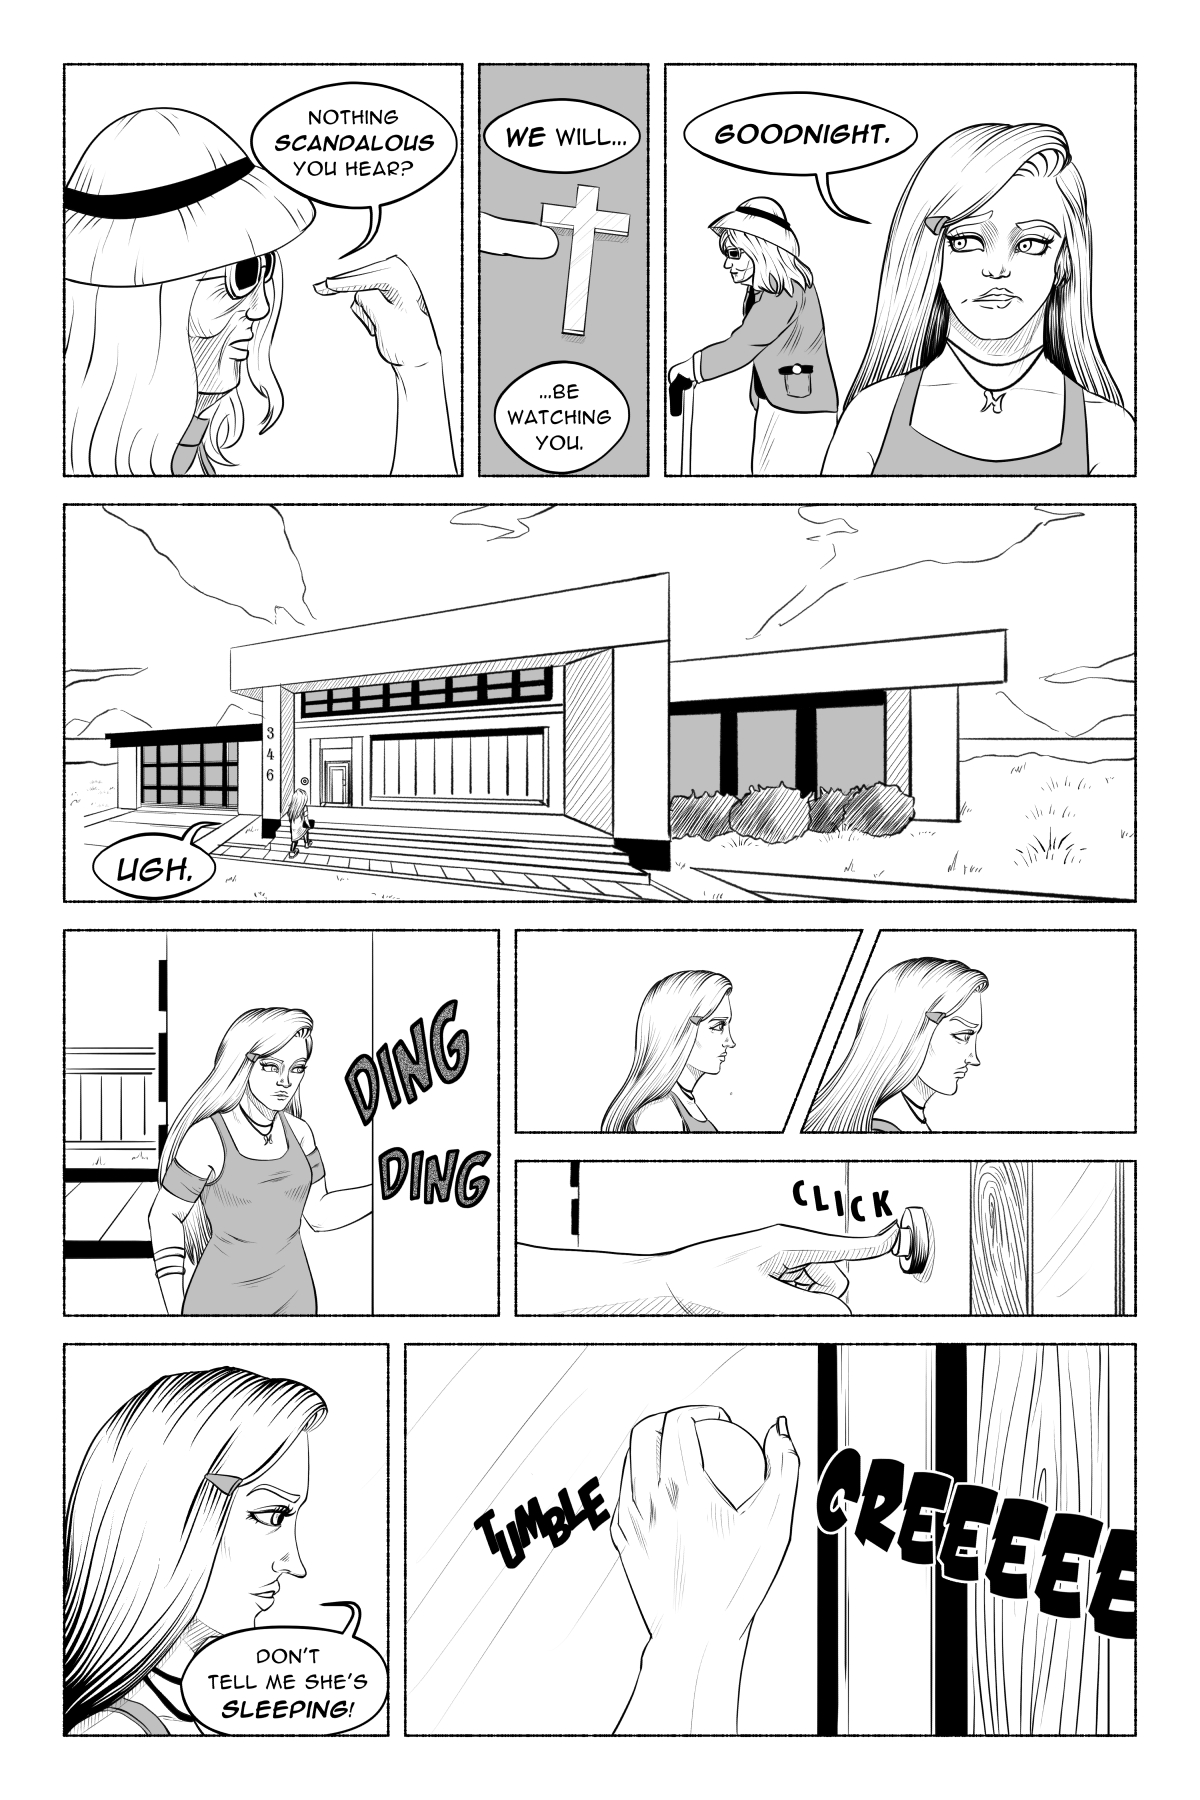 NOTHING
SCANDALOUS
YOU HEAR?
WE WILL...
...BE
WATCHING
YOU.
GOODNIGHT.
3
4
6
UGH.
DING
DING
CLICK
DON'T
TELL ME SHE'S
SLEEPING!
TUMBLE
CREEEEE